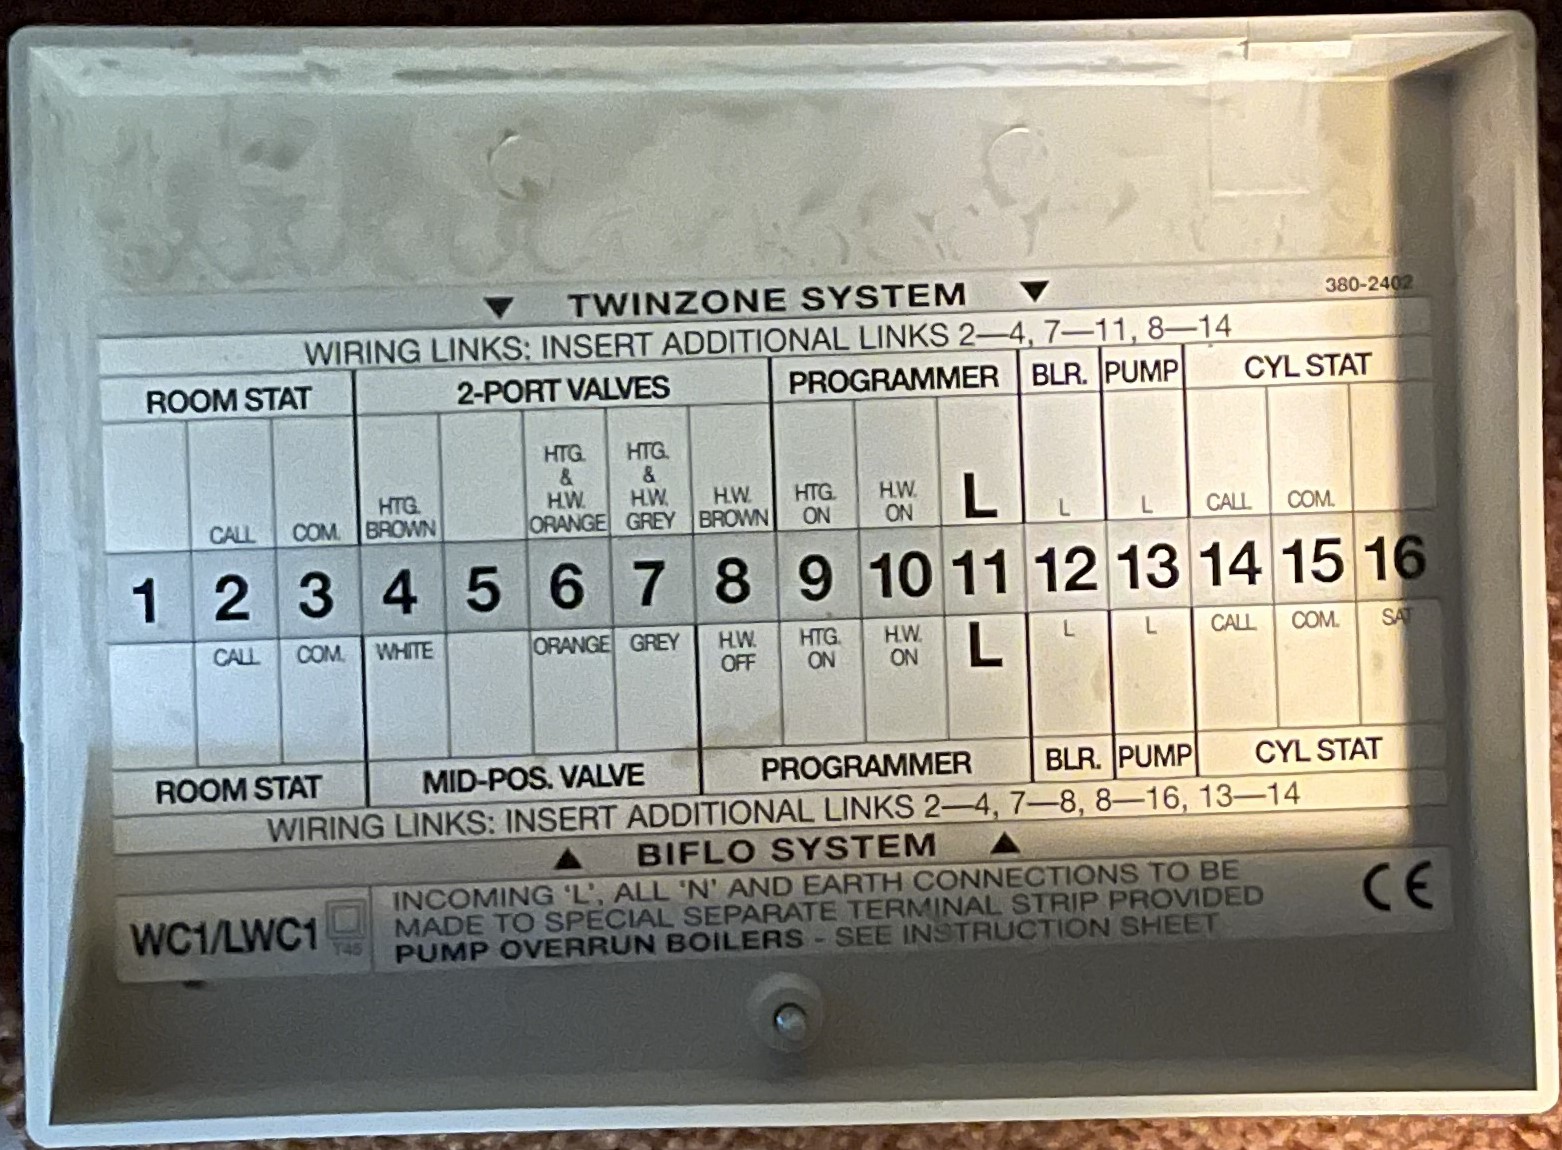 ▼ TWINZONE SYSTEM ▼ 380-2402
WIRING LINKS: INSERT ADDITIONAL LINKS 2—4, 7—11, 8—14
ROOM STAT 2-PORT VALVES PROGRAMMER BLR. PUMP CYL STAT
CALL COM. HTG. BROWN HTG. & H.W. ORANGE HTG. & H.W. GREY H.W. BROWN HTG. ON H.W. ON L L L CALL COM.
1 2 3 4 5 6 7 8 9 10 11 12 13 14 15 16
CALL COM. WHITE ORANGE GREY H.W. OFF HTG. ON H.W. ON L L L CALL COM. SAT
ROOM STAT MID-POS. VALVE PROGRAMMER BLR. PUMP CYL STAT
WIRING LINKS: INSERT ADDITIONAL LINKS 2—4, 7—8, 8—16, 13—14
▲ BIFLO SYSTEM ▲
WC1/LWC1 T45
INCOMING 'L', ALL 'N' AND EARTH CONNECTIONS TO BE
MADE TO SPECIAL SEPARATE TERMINAL STRIP PROVIDED
PUMP OVERRUN BOILERS - SEE INSTRUCTION SHEET
CE